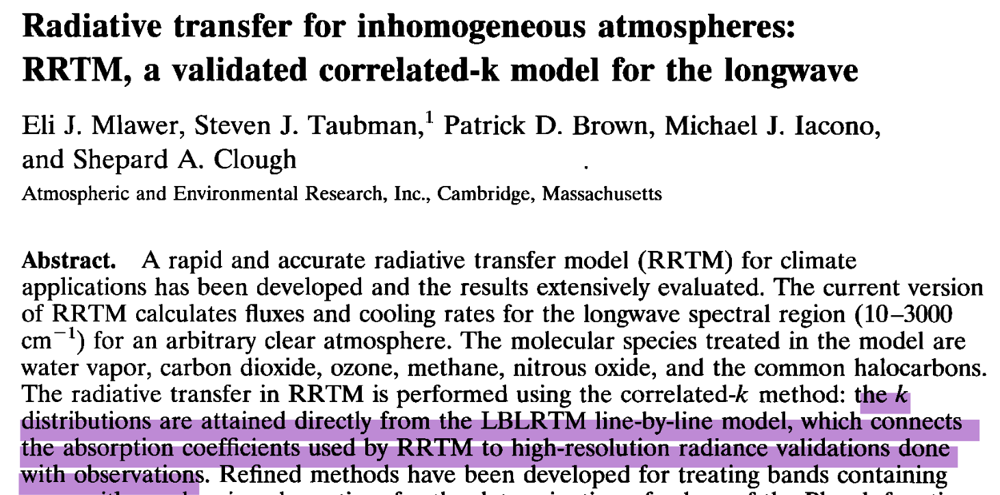 Radiative transfer for inhomogeneous atmospheres:
RRTM, a validated correlated-k model for the longwave
Eli J. Mlawer, Steven J. Taubman,¹ Patrick D. Brown, Michael J. Iacono,
and Shepard A. Clough
Atmospheric and Environmental Research, Inc., Cambridge, Massachusetts
Abstract. A rapid and accurate radiative transfer model (RRTM) for climate
applications has been developed and the results extensively evaluated. The current version
of RRTM calculates fluxes and cooling rates for the longwave spectral region (10–3000
cm⁻¹) for an arbitrary clear atmosphere. The molecular species treated in the model are
water vapor, carbon dioxide, ozone, methane, nitrous oxide, and the common halocarbons.
The radiative transfer in RRTM is performed using the correlated-k method: the k
distributions are attained directly from the LBLRTM line-by-line model, which connects
the absorption coefficients used by RRTM to high-resolution radiance validations done
with observations. Refined methods have been developed for treating bands containing